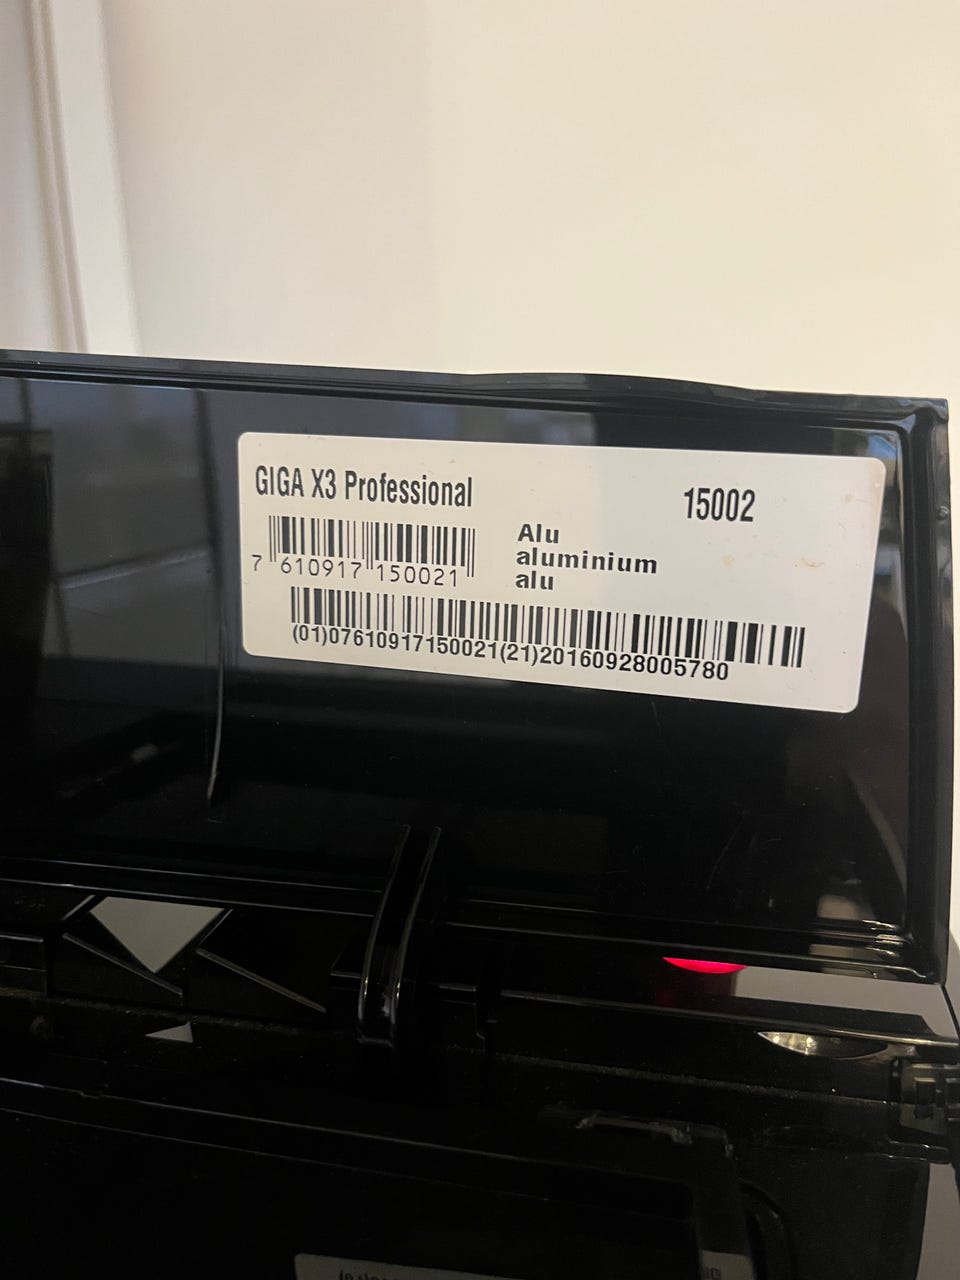 GIGA X3 Professional
15002
Alu
aluminium
alu
7 610917 150021
(01)07610917150021(21)20160928005780